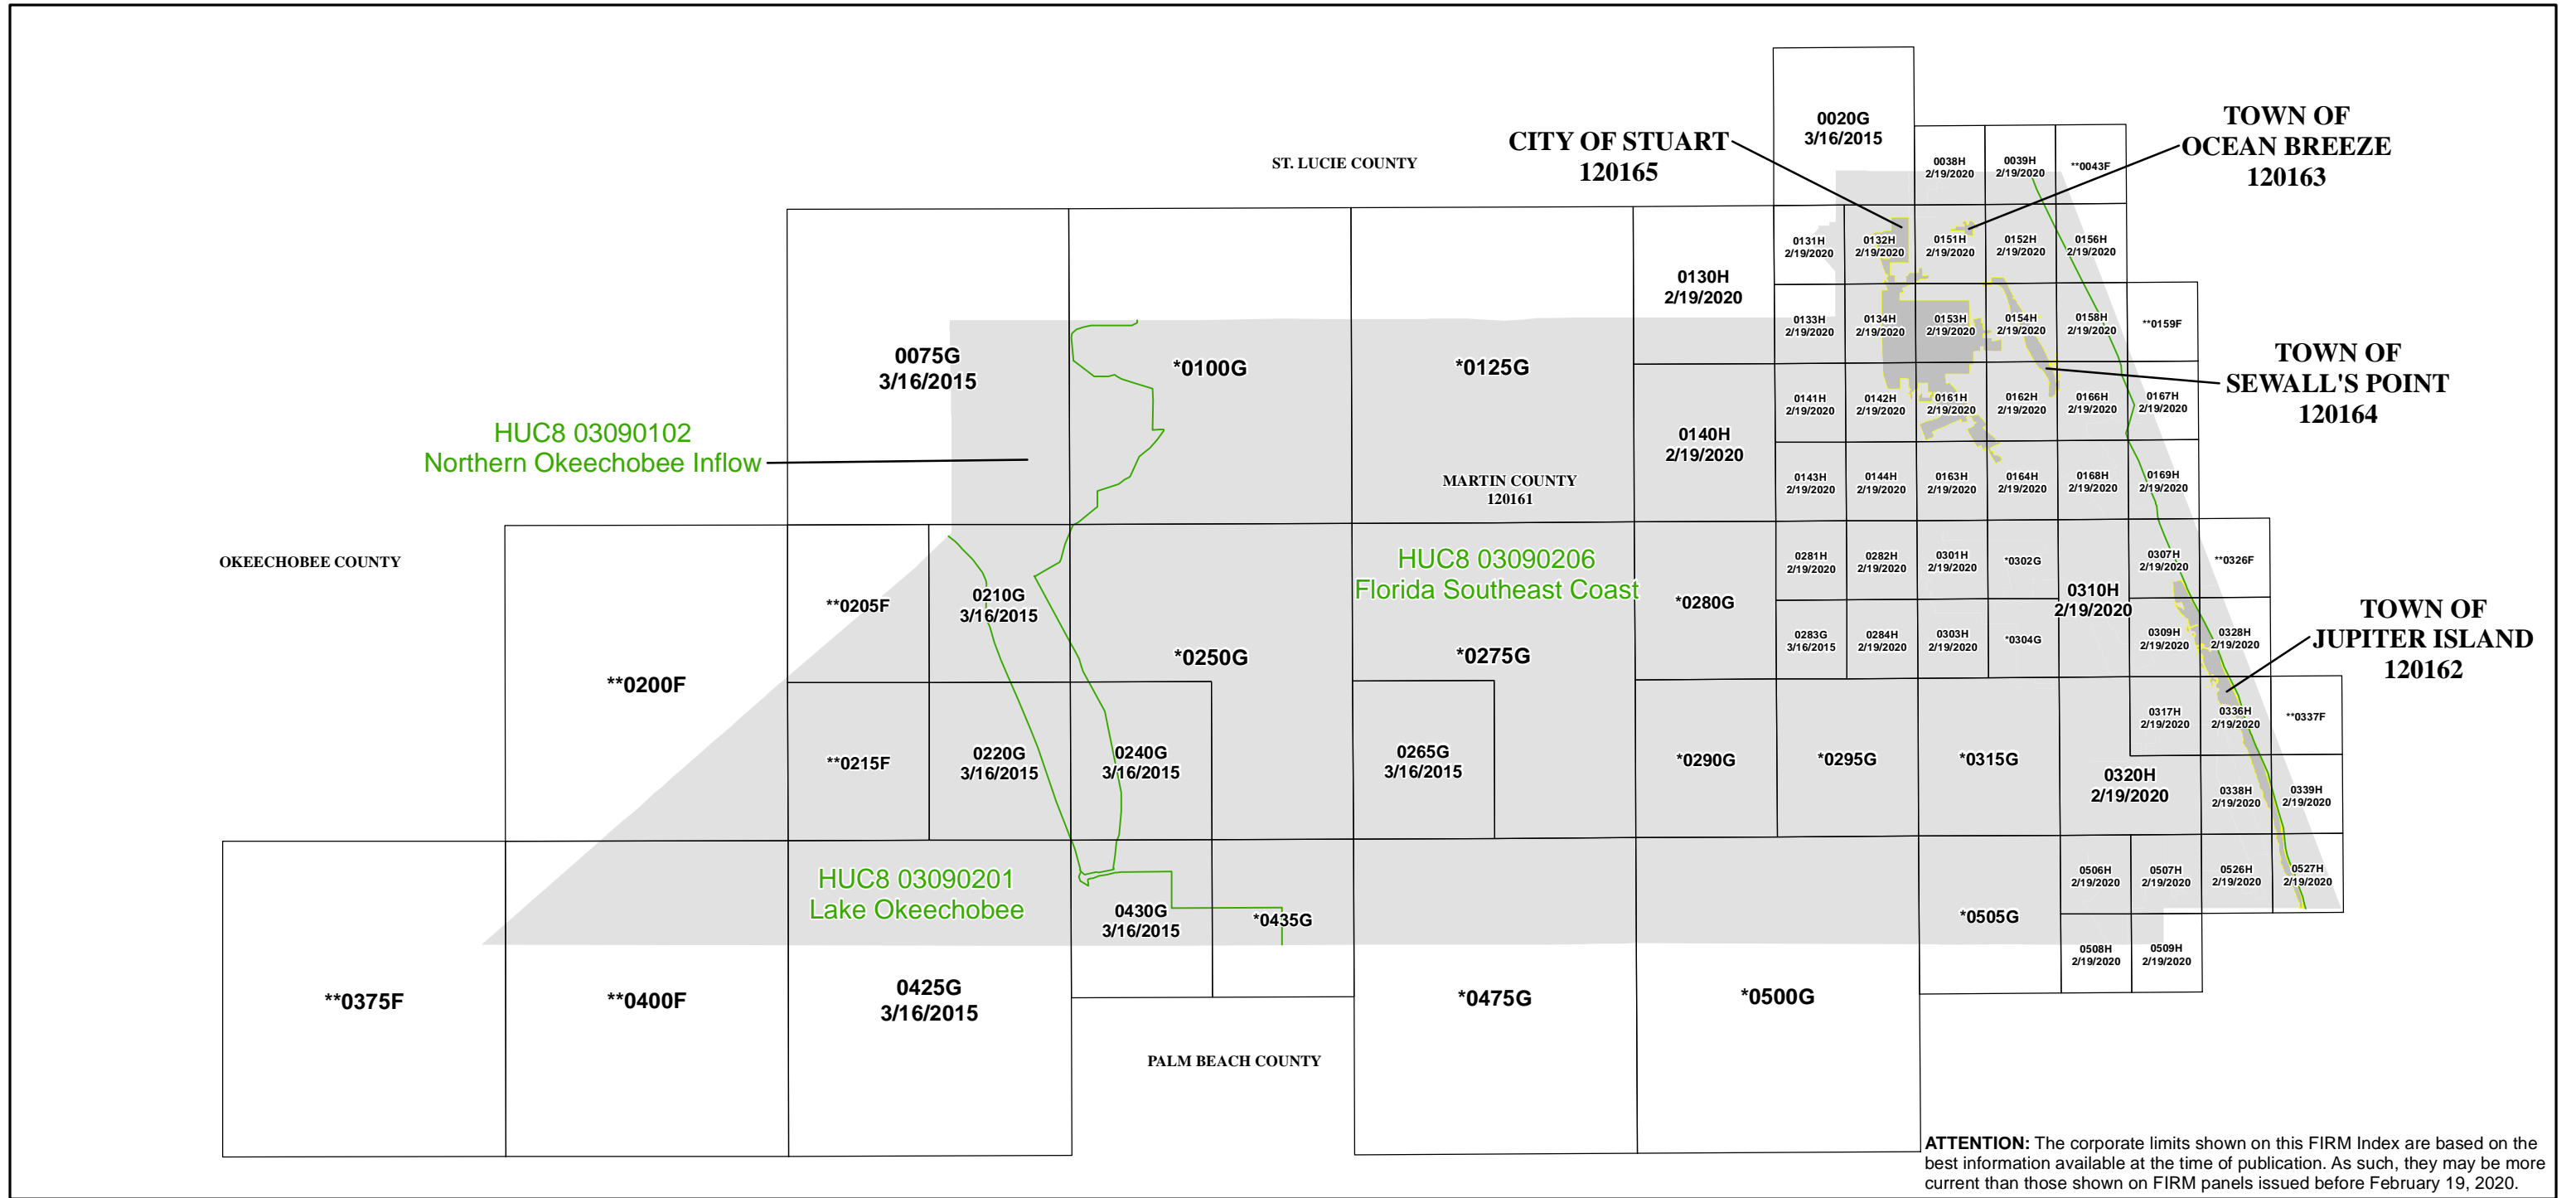 0020G
3/16/2015
CITY OF STUART
120165
TOWN OF
OCEAN BREEZE
120163
ST. LUCIE COUNTY
0038H
2/19/2020
0039H
2/19/2020
**0043F
0131H
2/19/2020
0132H
2/19/2020
0151H
2/19/2020
0152H
2/19/2020
0156H
2/19/2020
0130H
2/19/2020
0133H
2/19/2020
0134H
2/19/2020
0153H
2/19/2020
0154H
2/19/2020
0158H
2/19/2020
**0159F
0075G
3/16/2015
*0100G
*0125G
TOWN OF
SEWALL'S POINT
120164
0141H
2/19/2020
0142H
2/19/2020
0161H
2/19/2020
0162H
2/19/2020
0166H
2/19/2020
0167H
2/19/2020
HUC8 03090102
Northern Okeechobee Inflow
0140H
2/19/2020
MARTIN COUNTY
120161
0143H
2/19/2020
0144H
2/19/2020
0163H
2/19/2020
0164H
2/19/2020
0168H
2/19/2020
0169H
2/19/2020
OKEECHOBEE COUNTY
HUC8 03090206
Florida Southeast Coast
0281H
2/19/2020
0282H
2/19/2020
0301H
2/19/2020
*0302G
0307H
2/19/2020
**0326F
**0205F
0210G
3/16/2015
*0280G
0310H
2/19/2020
0283G
3/16/2015
0284H
2/19/2020
0303H
2/19/2020
*0304G
0309H
2/19/2020
0328H
2/19/2020
TOWN OF
JUPITER ISLAND
120162
**0200F
*0250G
*0275G
0317H
2/19/2020
0336H
2/19/2020
**0337F
**0215F
0220G
3/16/2015
0240G
3/16/2015
0265G
3/16/2015
*0290G
*0295G
*0315G
0320H
2/19/2020
0338H
2/19/2020
0339H
2/19/2020
HUC8 03090201
Lake Okeechobee
0430G
3/16/2015
*0435G
*0505G
0506H
2/19/2020
0507H
2/19/2020
0526H
2/19/2020
0527H
2/19/2020
0508H
2/19/2020
0509H
2/19/2020
**0375F
**0400F
0425G
3/16/2015
*0475G
*0500G
PALM BEACH COUNTY
ATTENTION: The corporate limits shown on this FIRM Index are based on the
best information available at the time of publication. As such, they may be more
current than those shown on FIRM panels issued before February 19, 2020.